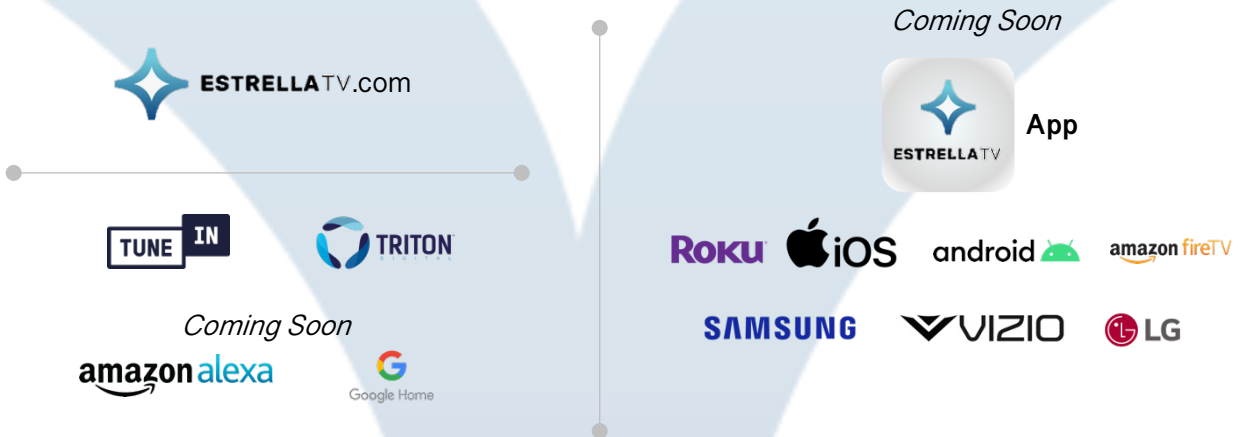 ESTRELLATV.com
TUNE IN
TRITON
DIGITAL
Coming Soon
amazon alexa
Google Home
Coming Soon
ESTRELLATV
App
ROKU
iOS
android
amazon fireTV
SAMSUNG
VIZIO
LG